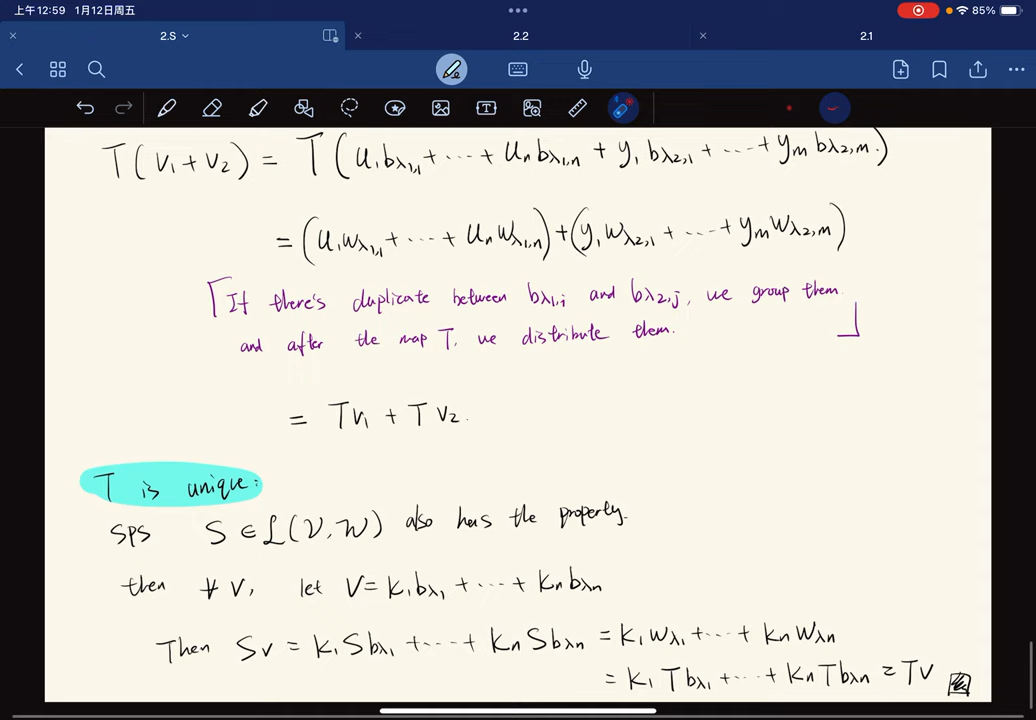 上午12:59 1月12日周五
85%
2.S
2.2
2.1
T(v₁+v₂) = T(u₁b_{λ1,1} + ⋯ + uₙb_{λ1,n} + y₁b_{λ2,1} + ⋯ + yₘb_{λ2,m})
= (u₁w_{λ1,1} + ⋯ + uₙw_{λ1,n}) + (y₁w_{λ2,1} + ⋯ + yₘw_{λ2,m})
「If there's duplicate between b_{λ1,i} and b_{λ2,j}, we group them.
and after the map T, we distribute them.」
= Tv₁ + Tv₂.
T is unique:
sps S ∈ ℒ(V, W) also has the property.
then ∀ v, let v = k₁b_{λ1} + ⋯ + kₙb_{λn}
Then Sv = k₁Sb_{λ1} + ⋯ + kₙSb_{λn} = k₁w_{λ1} + ⋯ + kₙw_{λn}
= k₁Tb_{λ1} + ⋯ + kₙTb_{λn} = Tv